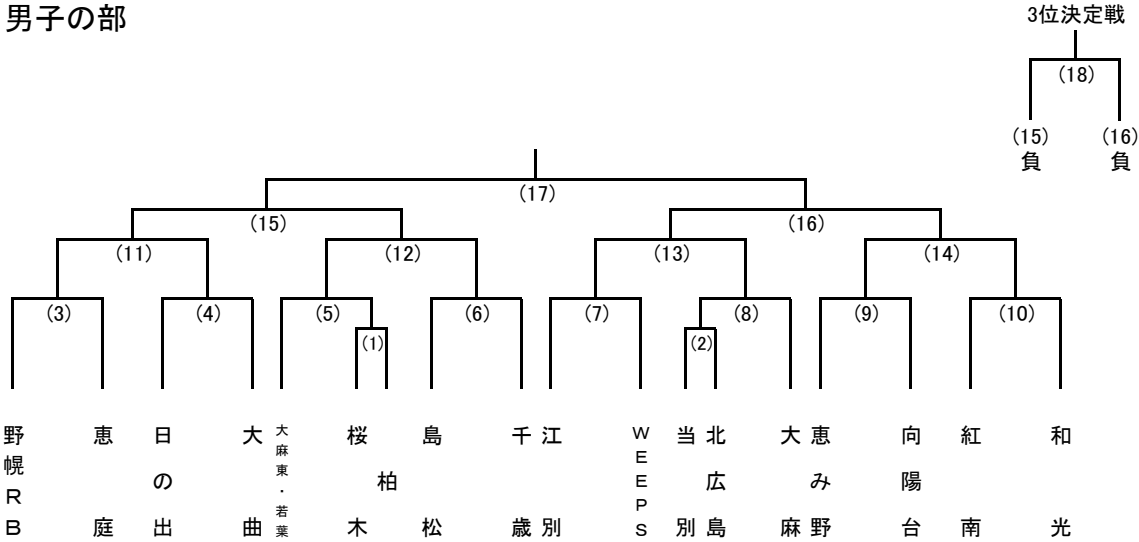 男子の部
3位決定戦
(18)
(15)
負
(16)
負
(17)
(15)
(16)
(11)
(12)
(13)
(14)
(3)
(4)
(5)
(6)
(7)
(8)
(9)
(10)
(1)
(2)
野幌RB
恵庭
日の出
大曲
大麻東・若葉
桜木
柏
島松
千歳
江別
WEEPS
当別
北広島
大麻
恵み野
向陽台
紅南
和光